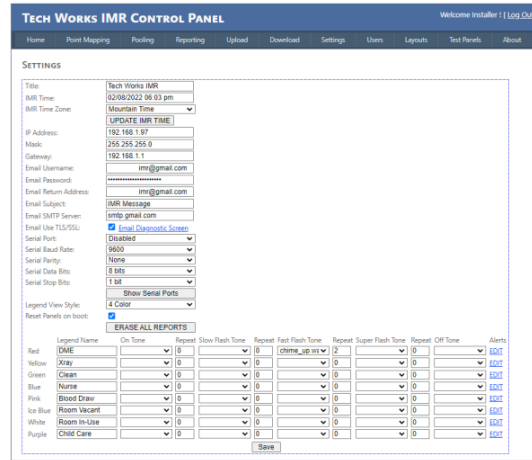 TECH WORKS IMR CONTROL PANEL
Welcome Installer ! [ Log Ou
Home Point Mapping Pooling Reporting Upload Download Settings Users Layouts Test Panels About
SETTINGS
Title: Tech Works IMR
IMR Time: 02/08/2022 06:03 pm
IMR Time Zone: Mountain Time
UPDATE IMR TIME
IP Address: 192.168.1.97
Mask: 255.255.255.0
Gateway: 192.168.1.1
Email Username: imr@gmail.com
Email Password: ••••••••••••••••••••
Email Return Address: imr@gmail.com
Email Subject: IMR Message
Email SMTP Server: smtp.gmail.com
Email Use TLS/SSL: Email Diagnostic Screen
Serial Port: Disabled
Serial Baud Rate: 9600
Serial Parity: None
Serial Data Bits: 8 bits
Serial Stop Bits: 1 bit
Show Serial Ports
Legend View Style: 4 Color
Reset Panels on boot:
ERASE ALL REPORTS
Legend Name On Tone Repeat Slow Flash Tone Repeat Fast Flash Tone Repeat Super Flash Tone Repeat Off Tone Alerts
Red DME 0 0 chime_up.wa 2 0 EDIT
Yellow Xray 0 0 0 0 EDIT
Green Clean 0 0 0 0 EDIT
Blue Nurse 0 0 0 0 EDIT
Pink Blood Draw 0 0 0 0 EDIT
Ice Blue Room Vacant 0 0 0 0 EDIT
White Room In-Use 0 0 0 0 EDIT
Purple Child Care 0 0 0 0 EDIT
Save